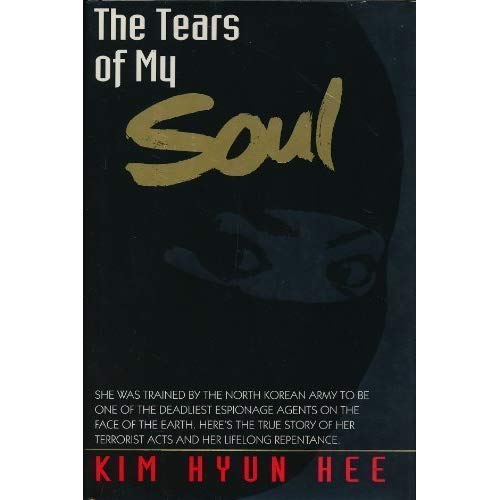 The Tears
of My
Soul
SHE WAS TRAINED BY THE NORTH KOREAN ARMY TO BE
ONE OF THE DEADLIEST ESPIONAGE AGENTS ON THE
FACE OF THE EARTH. HERE'S THE TRUE STORY OF HER
TERRORIST ACTS AND HER LIFELONG REPENTANCE.
KIM HYUN HEE